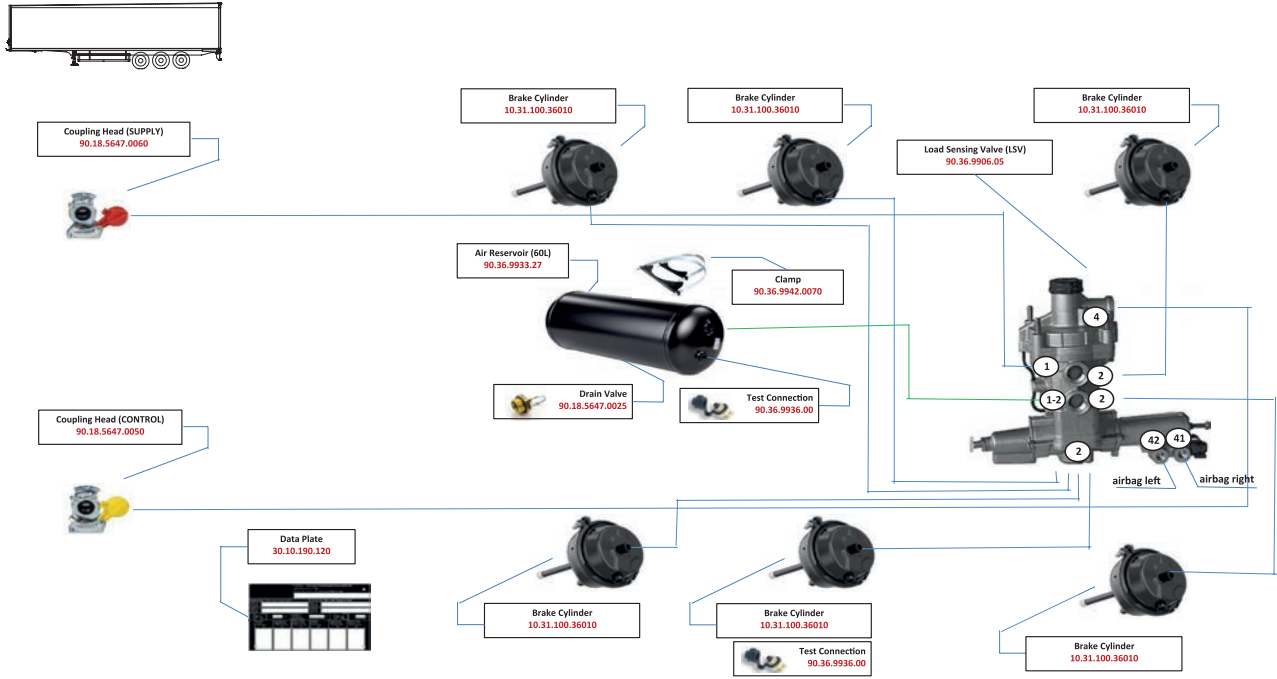 Brake Cylinder
10.31.100.36010
Brake Cylinder
10.31.100.36010
Brake Cylinder
10.31.100.36010
Coupling Head (SUPPLY)
90.18.5647.0060
Load Sensing Valve (LSV)
90.36.9906.05
Air Reservoir (60L)
90.36.9933.27
Clamp
90.36.9942.0070
4
1
2
1-2
2
Drain Valve
90.18.5647.0025
Test Connection
90.36.9936.00
Coupling Head (CONTROL)
90.18.5647.0050
42
41
2
airbag left
airbag right
Data Plate
30.10.190.120
Brake Cylinder
10.31.100.36010
Brake Cylinder
10.31.100.36010
Test Connection
90.36.9936.00
Brake Cylinder
10.31.100.36010